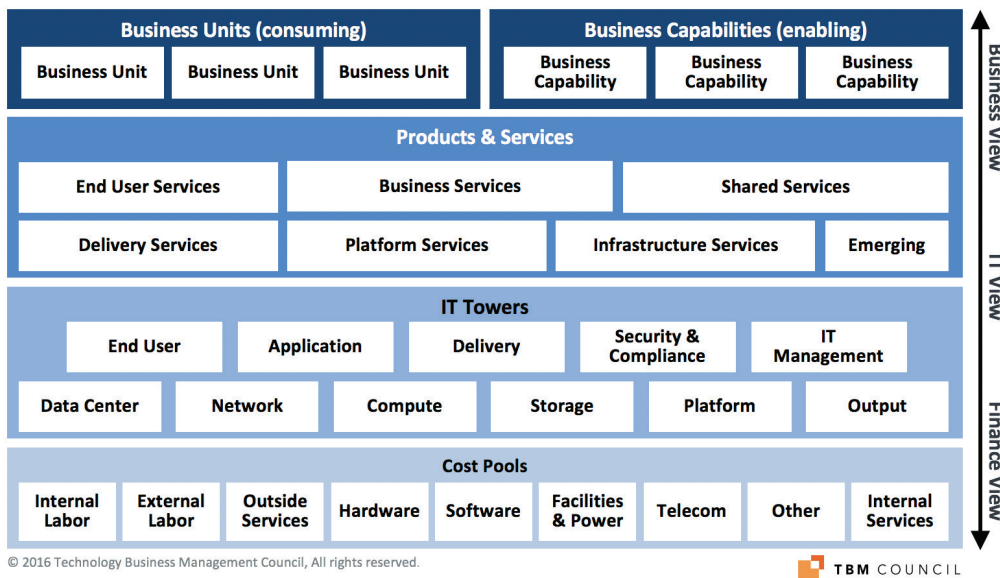 Business Units (consuming)
Business Capabilities (enabling)
Business Unit
Business Unit
Business Unit
Business
Capability
Business
Capability
Business
Capability
Products & Services
End User Services
Business Services
Shared Services
Delivery Services
Platform Services
Infrastructure Services
Emerging
IT Towers
End User
Application
Delivery
Security &
Compliance
IT
Management
Data Center
Network
Compute
Storage
Platform
Output
Cost Pools
Internal
Labor
External
Labor
Outside
Services
Hardware
Software
Facilities
& Power
Telecom
Other
Internal
Services
Business View
IT View
Finance View
© 2016 Technology Business Management Council, All rights reserved.
TBM COUNCIL